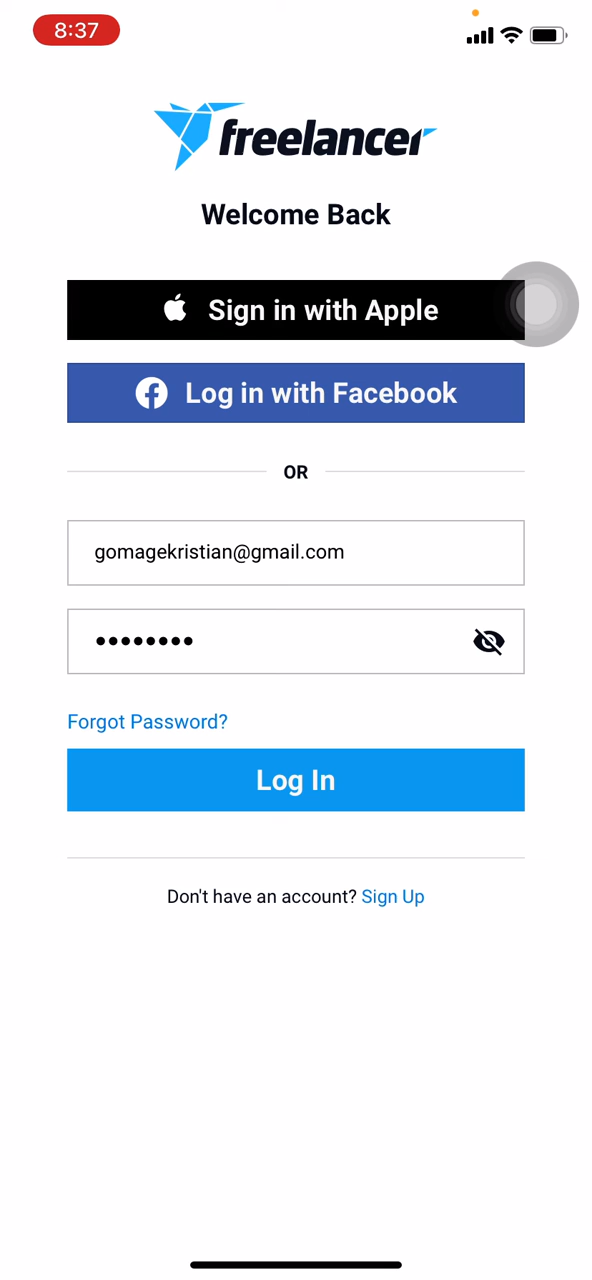 8:37
freelancer
Welcome Back
Sign in with Apple
Log in with Facebook
OR
gomagekristian@gmail.com
••••••••
Forgot Password?
Log In
Don't have an account? Sign Up